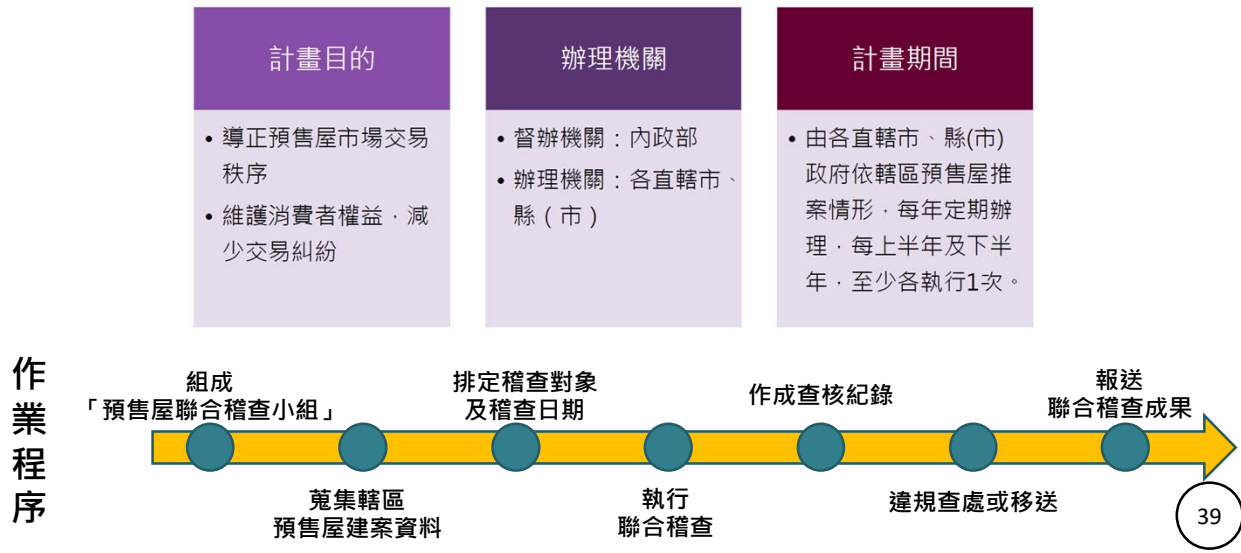 計畫目的
• 導正預售屋市場交易
秩序
• 維護消費者權益，減
少交易糾紛
辦理機關
• 督辦機關：內政部
• 辦理機關：各直轄市、
縣（市）
計畫期間
• 由各直轄市、縣(市)
政府依轄區預售屋推
案情形，每年定期辦
理，每上半年及下半
年，至少各執行1次。
作業程序
組成
「預售屋聯合稽查小組」
蒐集轄區
預售屋建案資料
排定稽查對象
及稽查日期
執行
聯合稽查
作成查核紀錄
違規查處或移送
報送
聯合稽查成果
39